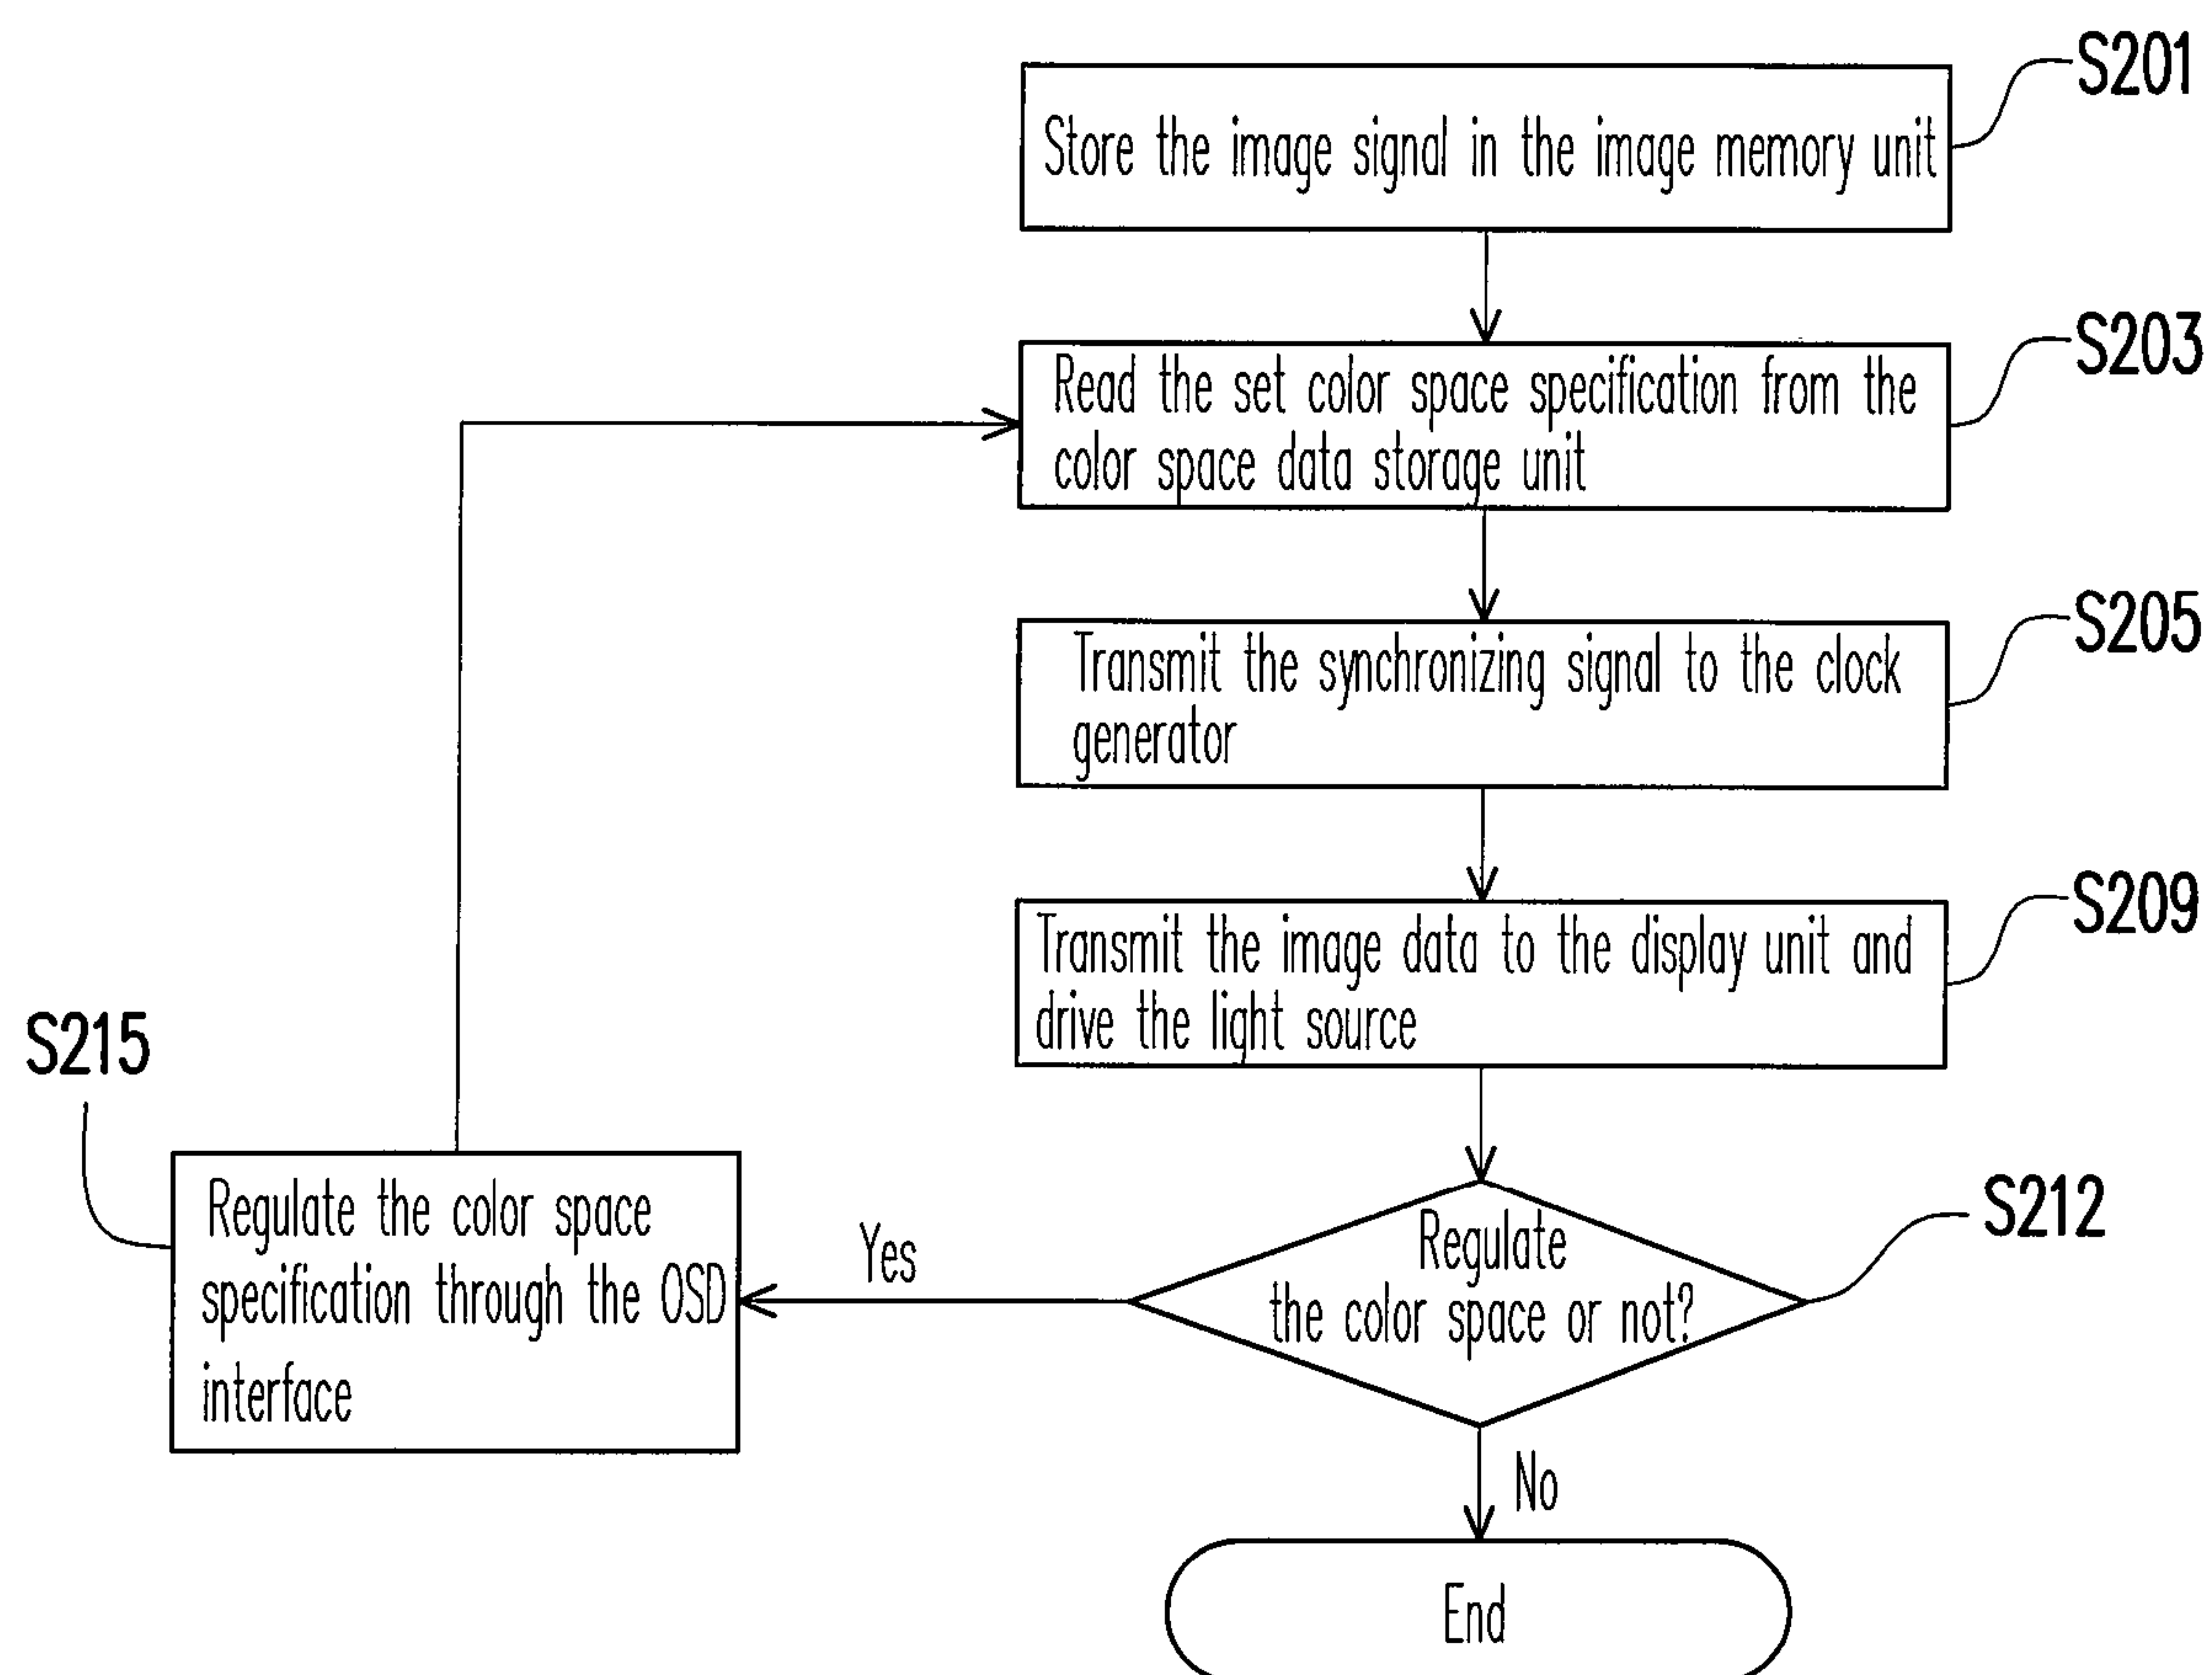 S201
Store the image signal in the image memory unit
S203
Read the set color space specification from the
color space data storage unit
S205
Transmit the synchronizing signal to the clock
generator
S209
Transmit the image data to the display unit and
drive the light source
S215
Regulate the color space
specification through the OSD
interface
Yes
Regulate
the color space or not?
S212
No
End